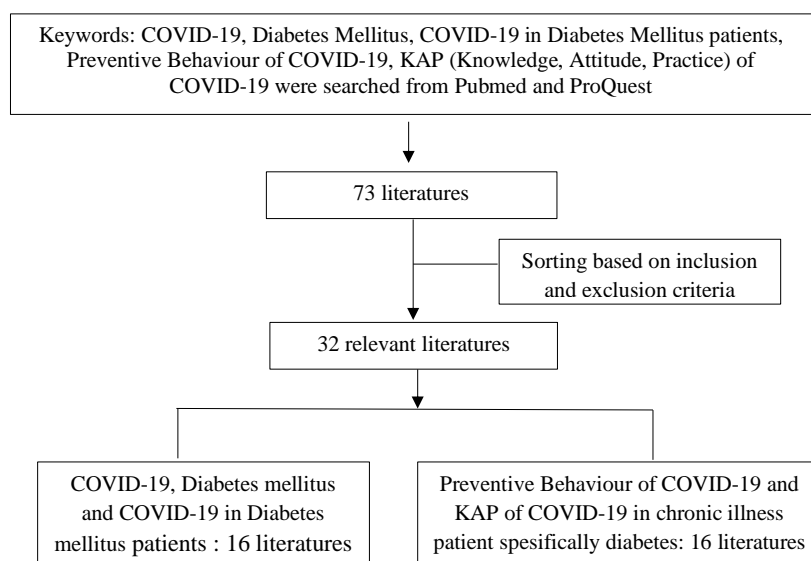 Keywords: COVID-19, Diabetes Mellitus, COVID-19 in Diabetes Mellitus patients,
Preventive Behaviour of COVID-19, KAP (Knowledge, Attitude, Practice) of
COVID-19 were searched from Pubmed and ProQuest
73 literatures
Sorting based on inclusion
and exclusion criteria
32 relevant literatures
COVID-19, Diabetes mellitus
and COVID-19 in Diabetes
mellitus patients : 16 literatures
Preventive Behaviour of COVID-19 and
KAP of COVID-19 in chronic illness
patient spesifically diabetes: 16 literatures